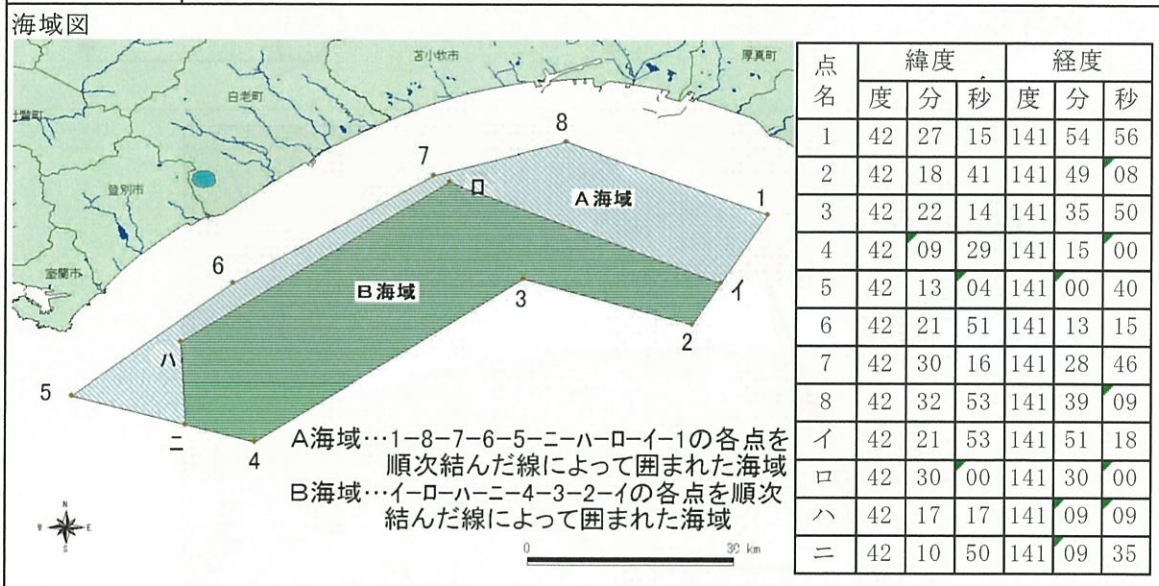 海域図
苫小牧市
厚真町
白老町
登別市
室蘭市
8
7
ロ
A海域
1
6
B海域
3
イ
2
ハ
5
ニ
4
A海域…1-8-7-6-5-ニ-ハ-ロ-イ-1の各点を
順次結んだ線によって囲まれた海域
B海域…イ-ロ-ハ-ニ-4-3-2-イの各点を順次
結んだ線によって囲まれた海域
N
W E
S
0 30 km
点名 緯度 経度
度 分 秒 度 分 秒
1 42 27 15 141 54 56
2 42 18 41 141 49 08
3 42 22 14 141 35 50
4 42 09 29 141 15 00
5 42 13 04 141 00 40
6 42 21 51 141 13 15
7 42 30 16 141 28 46
8 42 32 53 141 39 09
イ 42 21 53 141 51 18
ロ 42 30 00 141 30 00
ハ 42 17 17 141 09 09
ニ 42 10 50 141 09 35